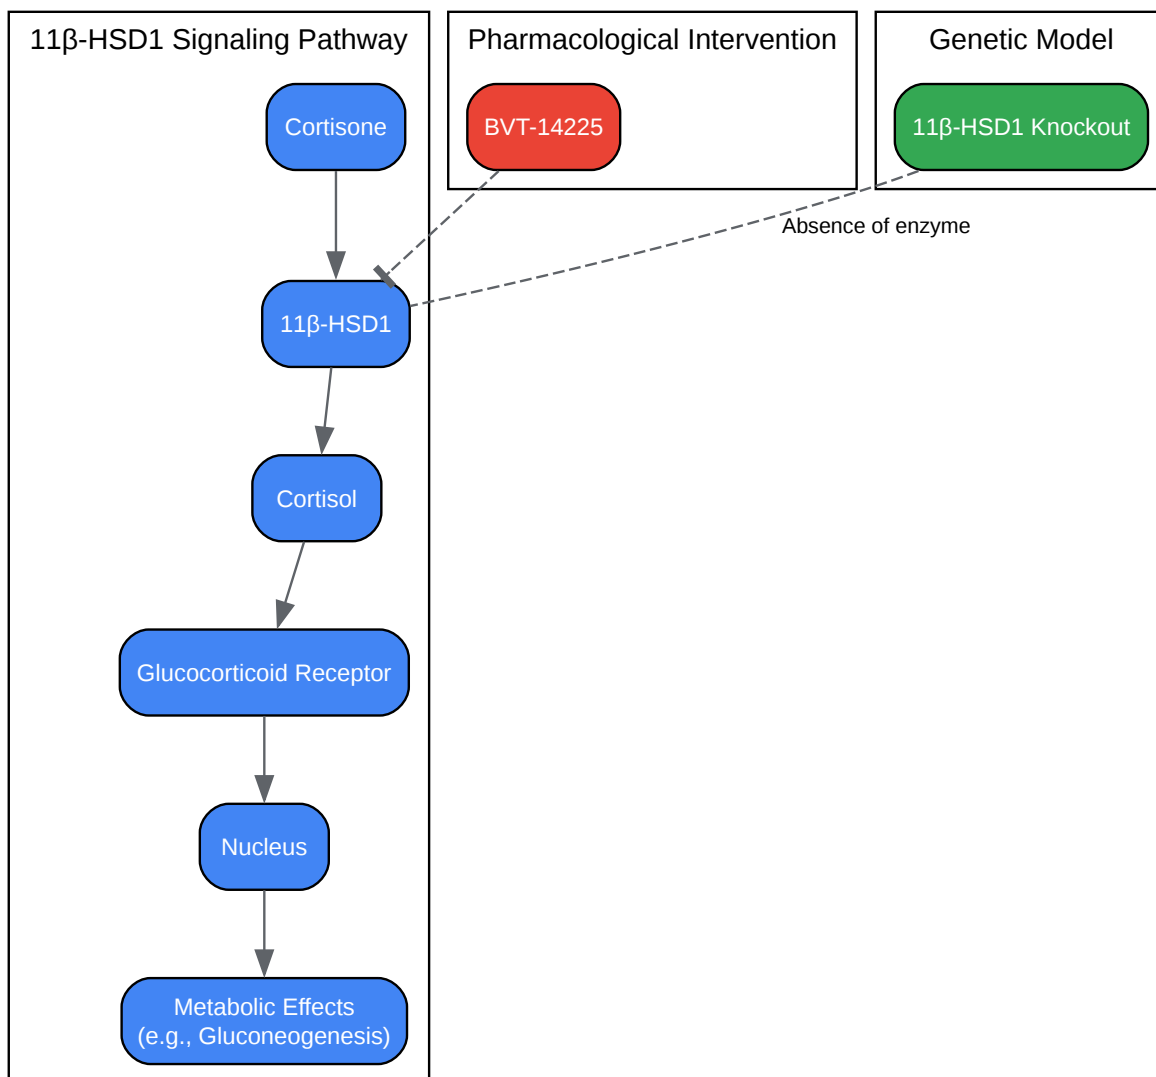 11β-HSD1 Signaling Pathway
Pharmacological Intervention
Genetic Model
Cortisone
BVT-14225
11β-HSD1 Knockout
Absence of enzyme
11β-HSD1
Cortisol
Glucocorticoid Receptor
Nucleus
Metabolic Effects
(e.g., Gluconeogenesis)